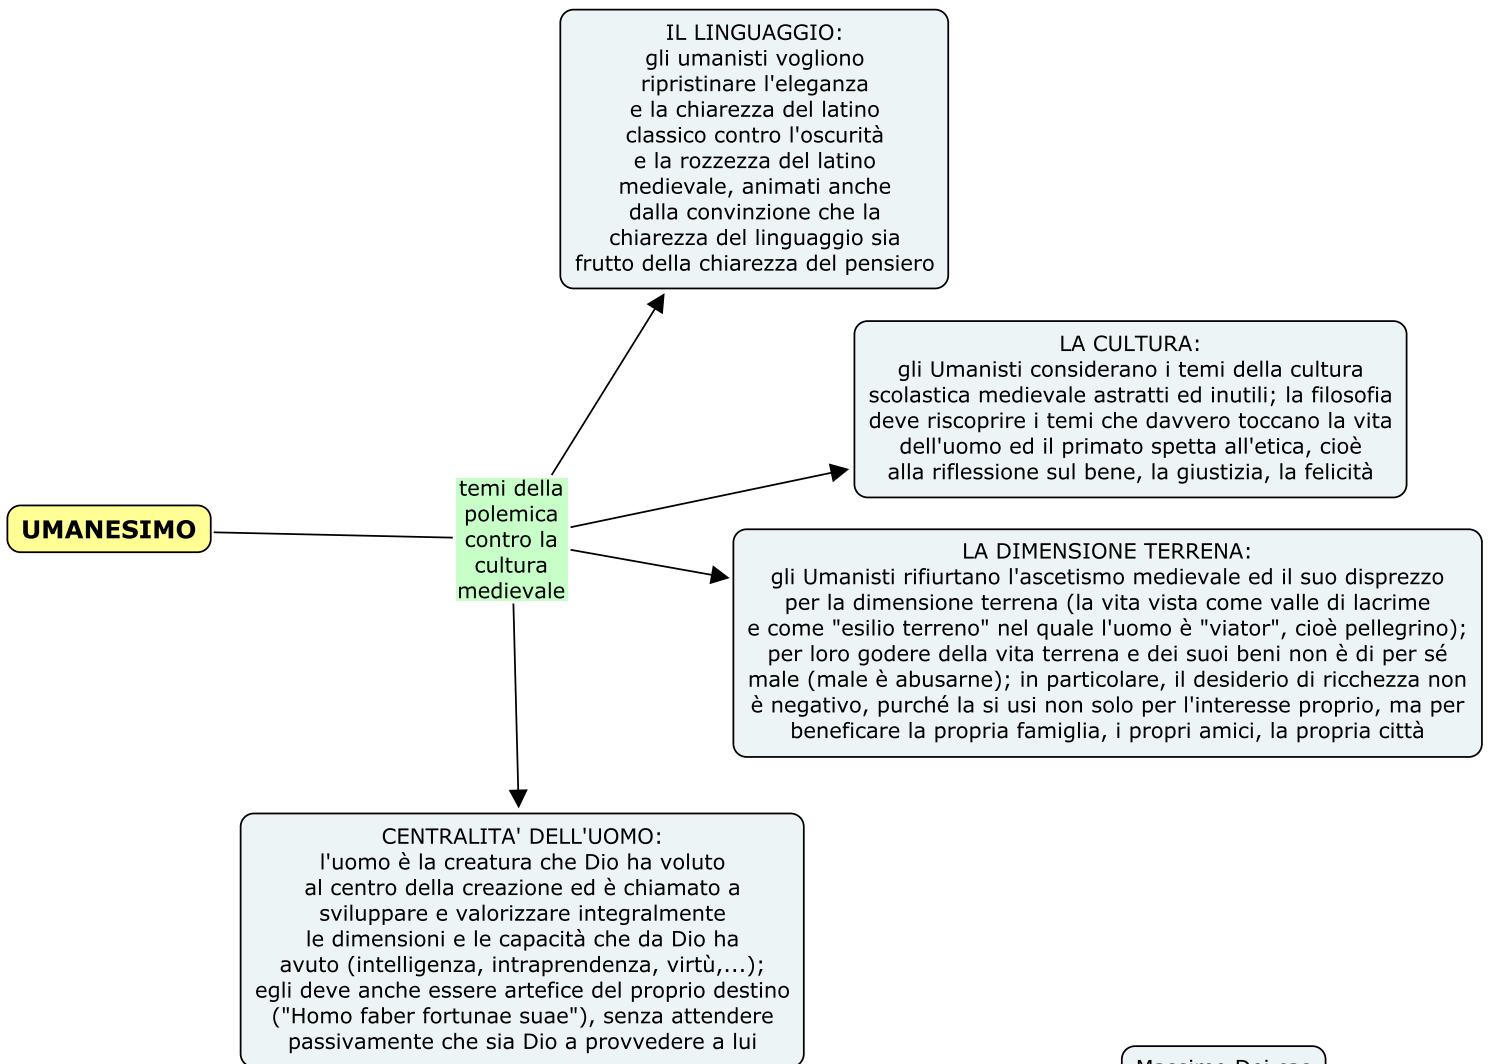 IL LINGUAGGIO:
gli umanisti vogliono
ripristinare l'eleganza
e la chiarezza del latino
classico contro l'oscurità
e la rozzezza del latino
medievale, animati anche
dalla convinzione che la
chiarezza del linguaggio sia
frutto della chiarezza del pensiero
LA CULTURA:
gli Umanisti considerano i temi della cultura
scolastica medievale astratti ed inutili; la filosofia
deve riscoprire i temi che davvero toccano la vita
dell'uomo ed il primato spetta all'etica, cioè
alla riflessione sul bene, la giustizia, la felicità
UMANESIMO
temi della
polemica
contro la
cultura
medievale
LA DIMENSIONE TERRENA:
gli Umanisti rifiurtano l'ascetismo medievale ed il suo disprezzo
per la dimensione terrena (la vita vista come valle di lacrime
e come "esilio terreno" nel quale l'uomo è "viator", cioè pellegrino);
per loro godere della vita terrena e dei suoi beni non è di per sé
male (male è abusarne); in particolare, il desiderio di ricchezza non
è negativo, purché la si usi non solo per l'interesse proprio, ma per
beneficare la propria famiglia, i propri amici, la propria città
CENTRALITA' DELL'UOMO:
l'uomo è la creatura che Dio ha voluto
al centro della creazione ed è chiamato a
sviluppare e valorizzare integralmente
le dimensioni e le capacità che da Dio ha
avuto (intelligenza, intraprendenza, virtù,...);
egli deve anche essere artefice del proprio destino
("Homo faber fortunae suae"), senza attendere
passivamente che sia Dio a provvedere a lui
Massimo